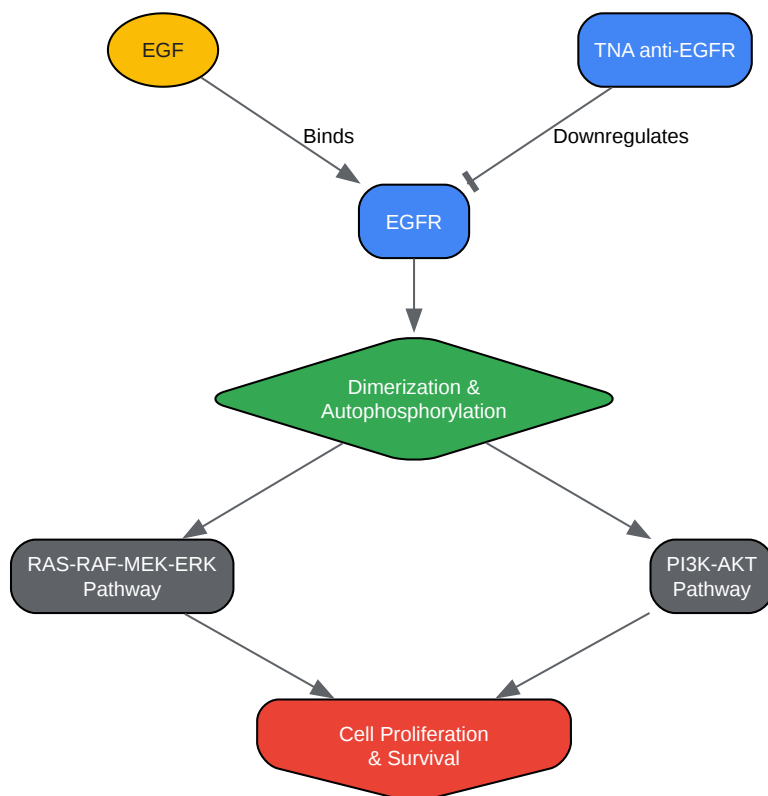 EGF
TNA anti-EGFR
Binds
Downregulates
EGFR
Dimerization &
Autophosphorylation
RAS-RAF-MEK-ERK
Pathway
PI3K-AKT
Pathway
Cell Proliferation
& Survival